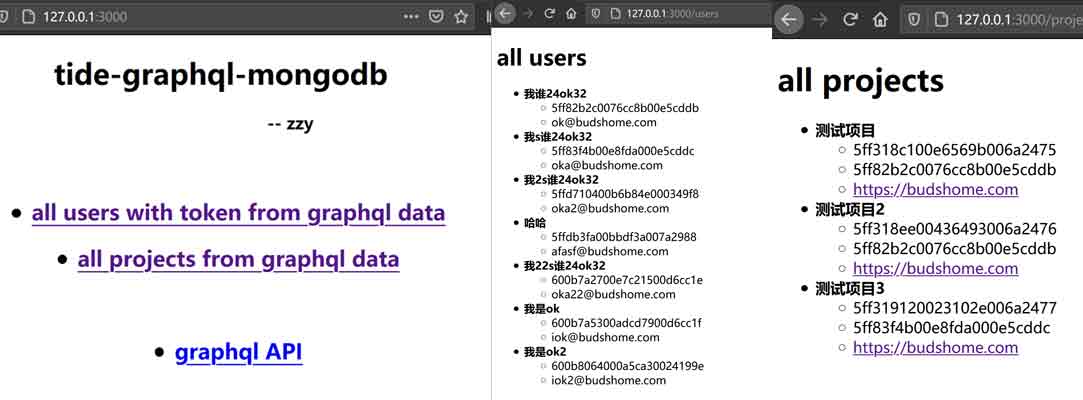 127.0.0.1:3000
tide-graphql-mongodb
-- zzy
all users with token from graphql data
all projects from graphql data
graphql API
127.0.0.1:3000/users
all users
我谁24ok32
5ff82b2c0076cc8b00e5cddb
ok@budshome.com
我s谁24ok32
5ff83f4b00e8fda000e5cddc
oka@budshome.com
我2s谁24ok32
5ffd710400b6b84e000349f8
oka2@budshome.com
哈哈
5ffdb3fa00bbdf3a007a2988
afasf@budshome.com
我22s谁24ok32
600b7a2700e7c21500d6cc1e
oka22@budshome.com
我是ok
600b7a5300adcd7900d6cc1f
iok@budshome.com
我是ok2
600b8064000a5ca30024199e
iok2@budshome.com
127.0.0.1:3000/proje
all projects
测试项目
5ff318c100e6569b006a2475
5ff82b2c0076cc8b00e5cddb
https://budshome.com
测试项目2
5ff318ee00436493006a2476
5ff82b2c0076cc8b00e5cddb
https://budshome.com
测试项目3
5ff319120023102e006a2477
5ff83f4b00e8fda000e5cddc
https://budshome.com